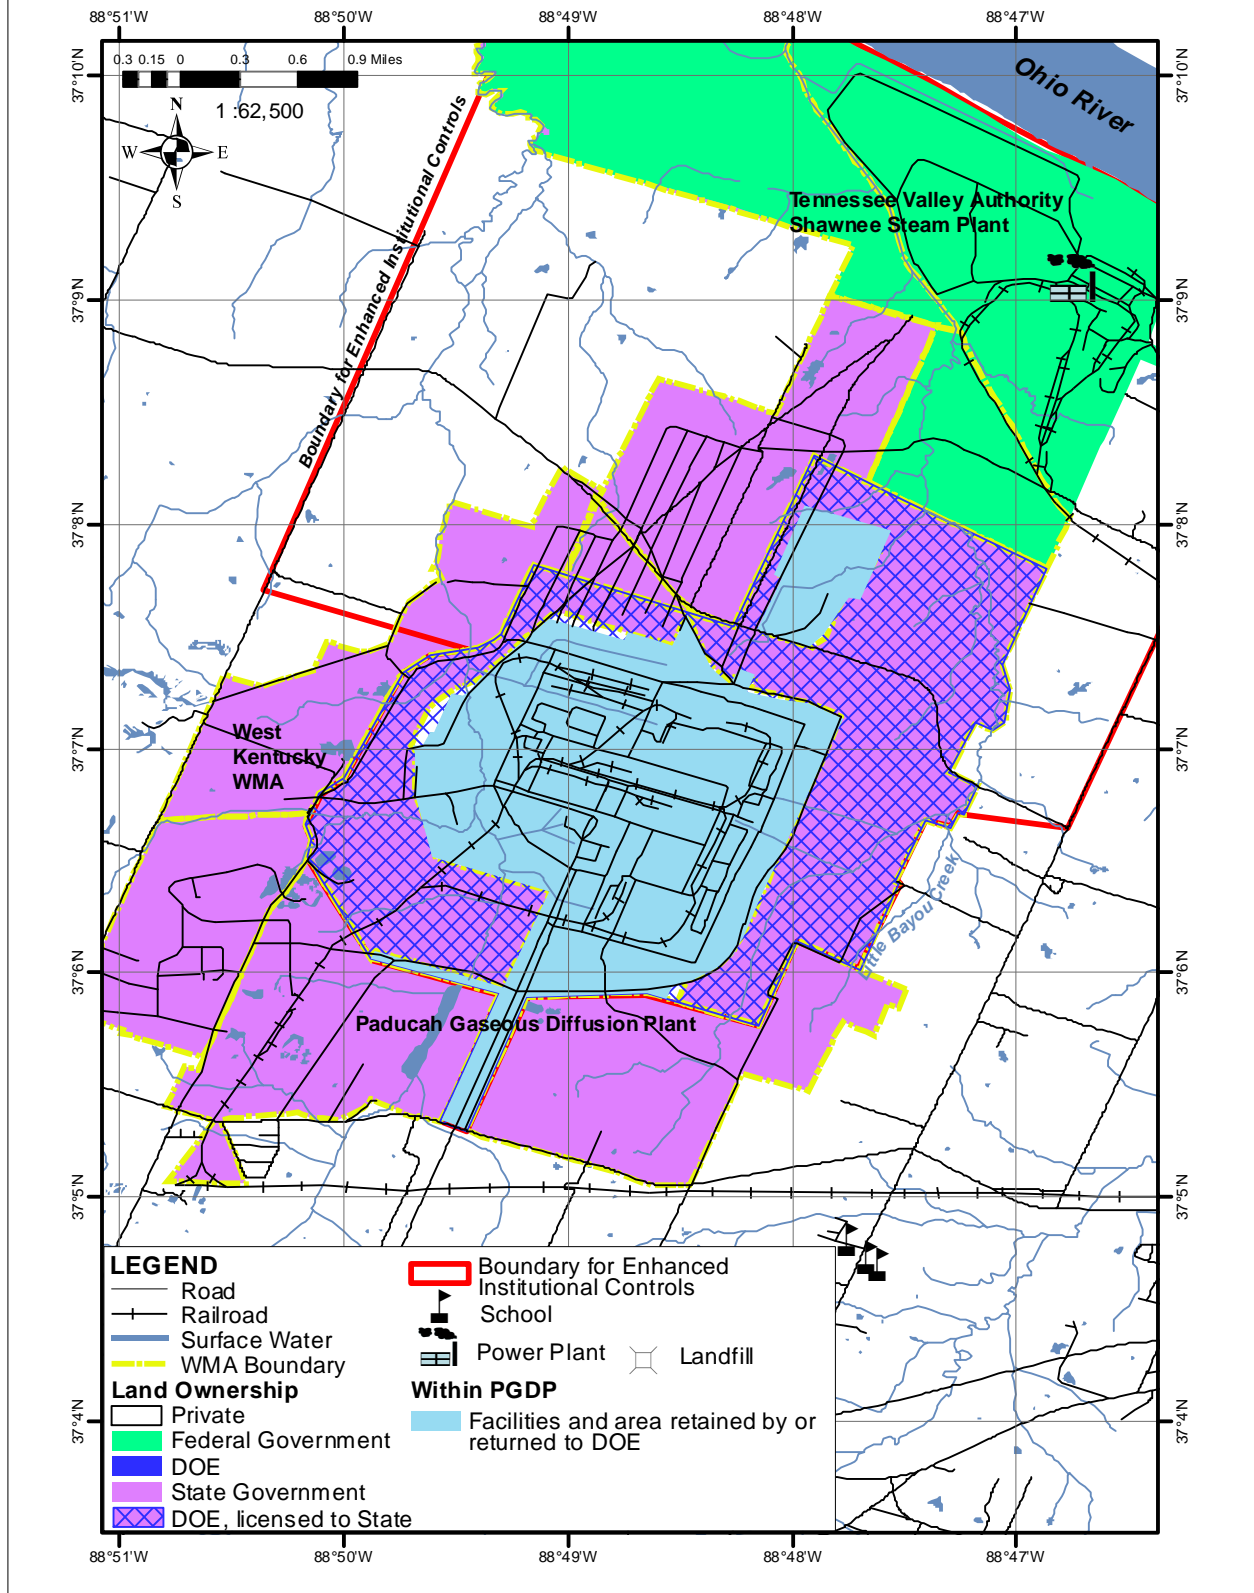 88°51'W 88°50'W 88°49'W 88°48'W 88°47'W
0.3 0.15 0 0.3 0.6 0.9 Miles
1 :62,500
N
W E
S
37°10'N
37°10'N
Ohio River
Boundary for Enhanced Institutional Controls
Tennessee Valley Authority
Shawnee Steam Plant
37°9'N
37°9'N
37°8'N
37°8'N
West
Kentucky
WMA
37°7'N
37°7'N
Little Bayou Creek
37°6'N
37°6'N
Paducah Gaseous Diffusion Plant
37°5'N
37°5'N
LEGEND
Road
Railroad
Surface Water
WMA Boundary
Land Ownership
Private
Federal Government
DOE
State Government
DOE, licensed to State
Boundary for Enhanced
Institutional Controls
School
Power Plant
Landfill
Within PGDP
Facilities and area retained by or
returned to DOE
37°4'N
37°4'N
88°51'W 88°50'W 88°49'W 88°48'W 88°47'W